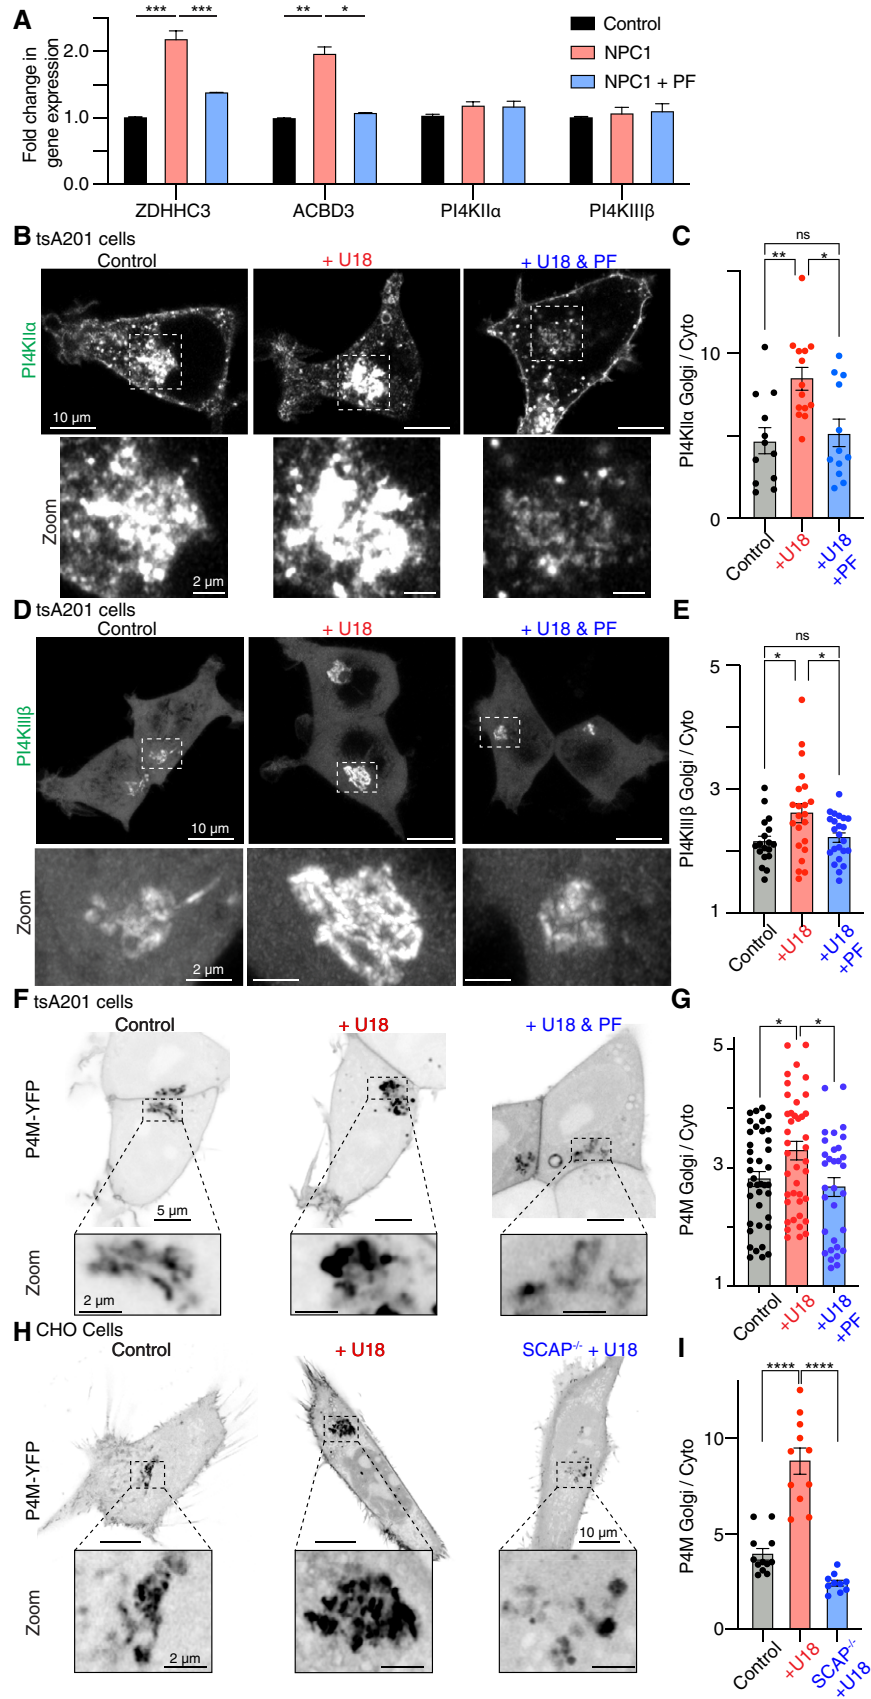 A
*** *** ** *
Control
NPC1
NPC1 + PF
Fold change in
gene expression
2.0
1.0
0.0
ZDHHC3 ACBD3 PI4KIIα PI4KIIIβ
B tsA201 cells
Control + U18 + U18 & PF
PI4KIIα
10 µm
Zoom
2 µm
C
ns
** *
PI4KIIα Golgi / Cyto
10
0
Control
+U18
+U18
+PF
D tsA201 cells
Control + U18 + U18 & PF
PI4KIIIβ
10 µm
Zoom
2 µm
E
ns
* *
PI4KIIIβ Golgi / Cyto
5
3
1
Control
+U18
+U18
+PF
F tsA201 cells
Control + U18 + U18 & PF
P4M-YFP
5 µm
Zoom
2 µm
G
* *
P4M Golgi / Cyto
5
3
1
Control
+U18
+U18
+PF
H CHO Cells
Control + U18 SCAP-/- + U18
P4M-YFP
10 µm
Zoom
2 µm
I
**** ****
P4M Golgi / Cyto
10
5
0
Control
+U18
SCAP-/-
+U18